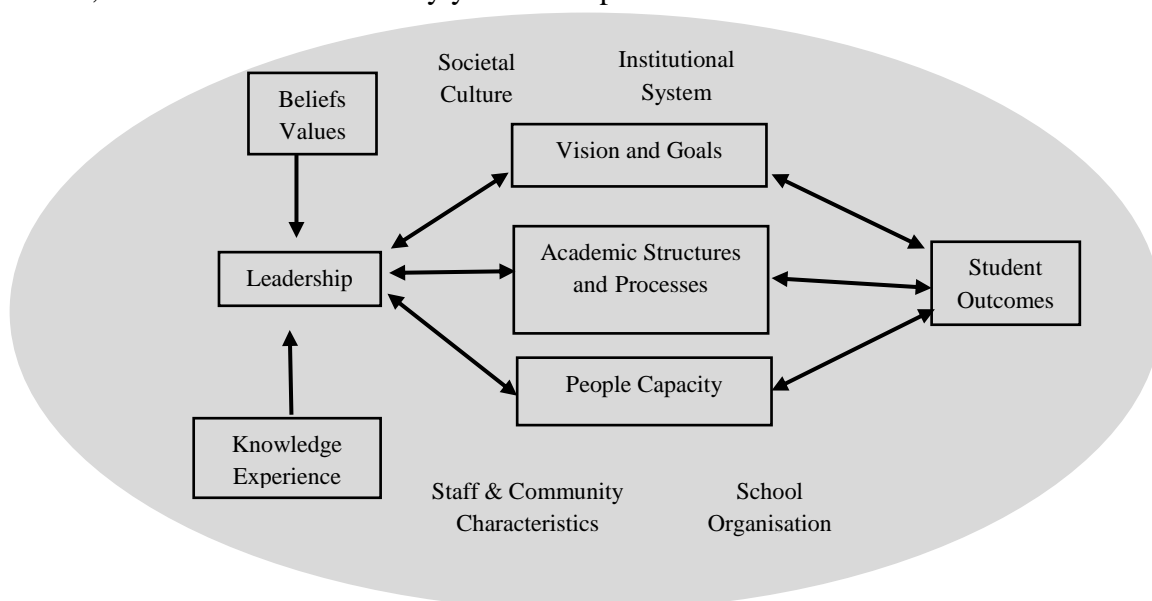 Societal
Culture
Institutional
System
Beliefs
Values
Vision and Goals
Leadership
Academic Structures
and Processes
Student
Outcomes
People Capacity
Knowledge
Experience
Staff & Community
Characteristics
School
Organisation